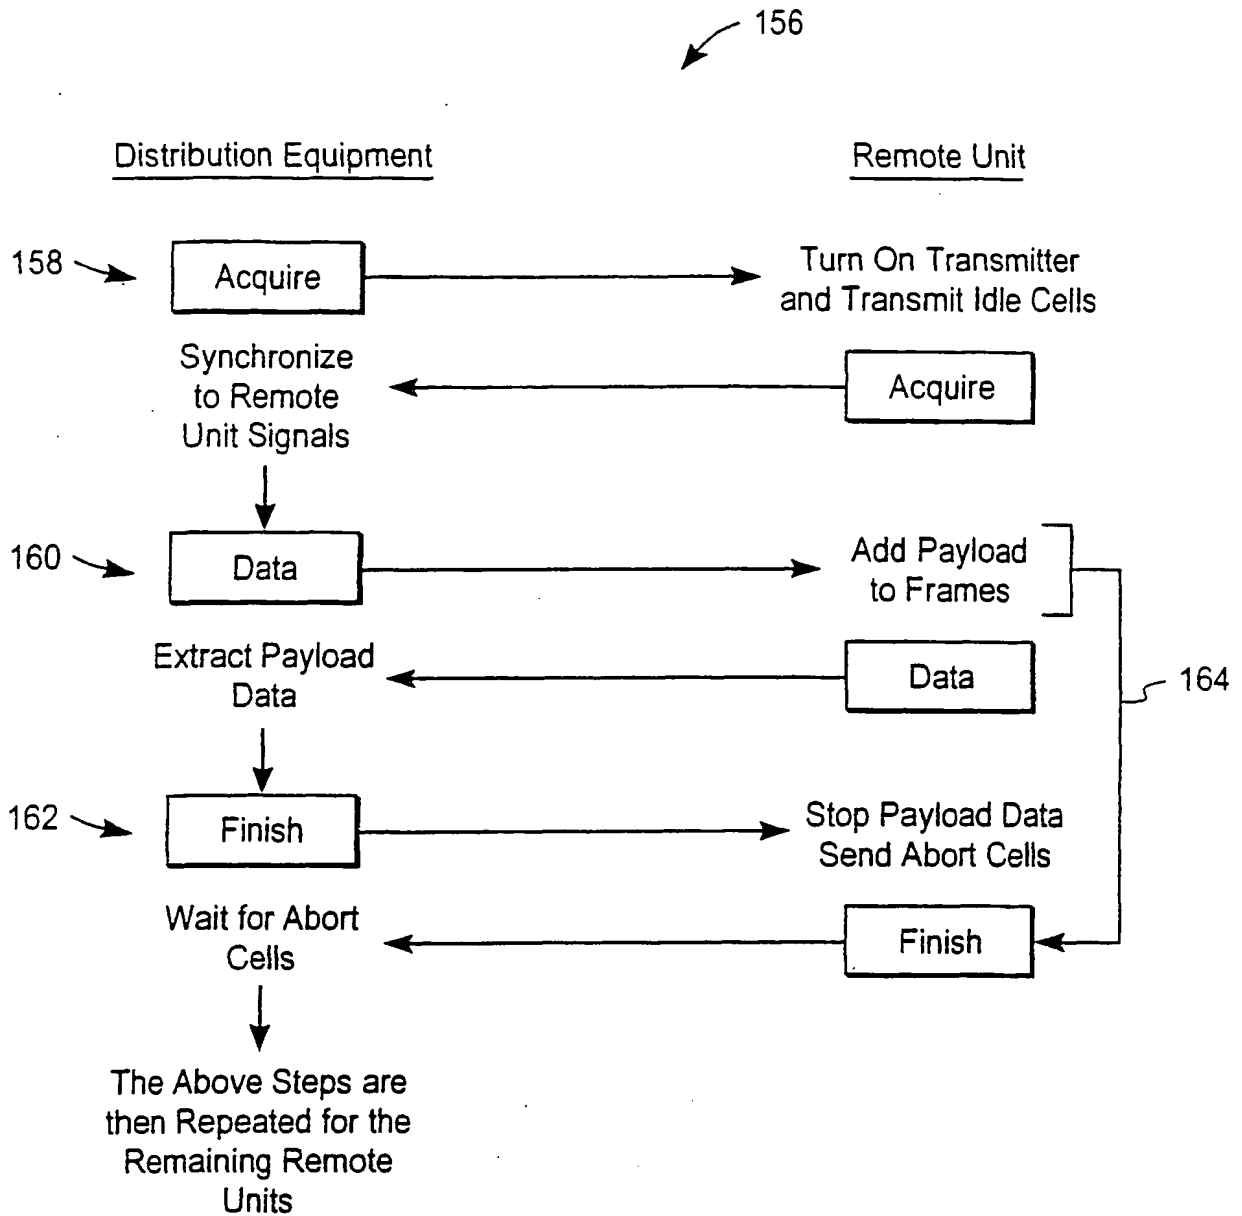 156
Distribution Equipment
Remote Unit
158
Acquire
Turn On Transmitter
and Transmit Idle Cells
Synchronize
to Remote
Unit Signals
Acquire
160
Data
Add Payload
to Frames
Extract Payload
Data
Data
164
162
Finish
Stop Payload Data
Send Abort Cells
Wait for Abort
Cells
Finish
The Above Steps are
then Repeated for the
Remaining Remote
Units